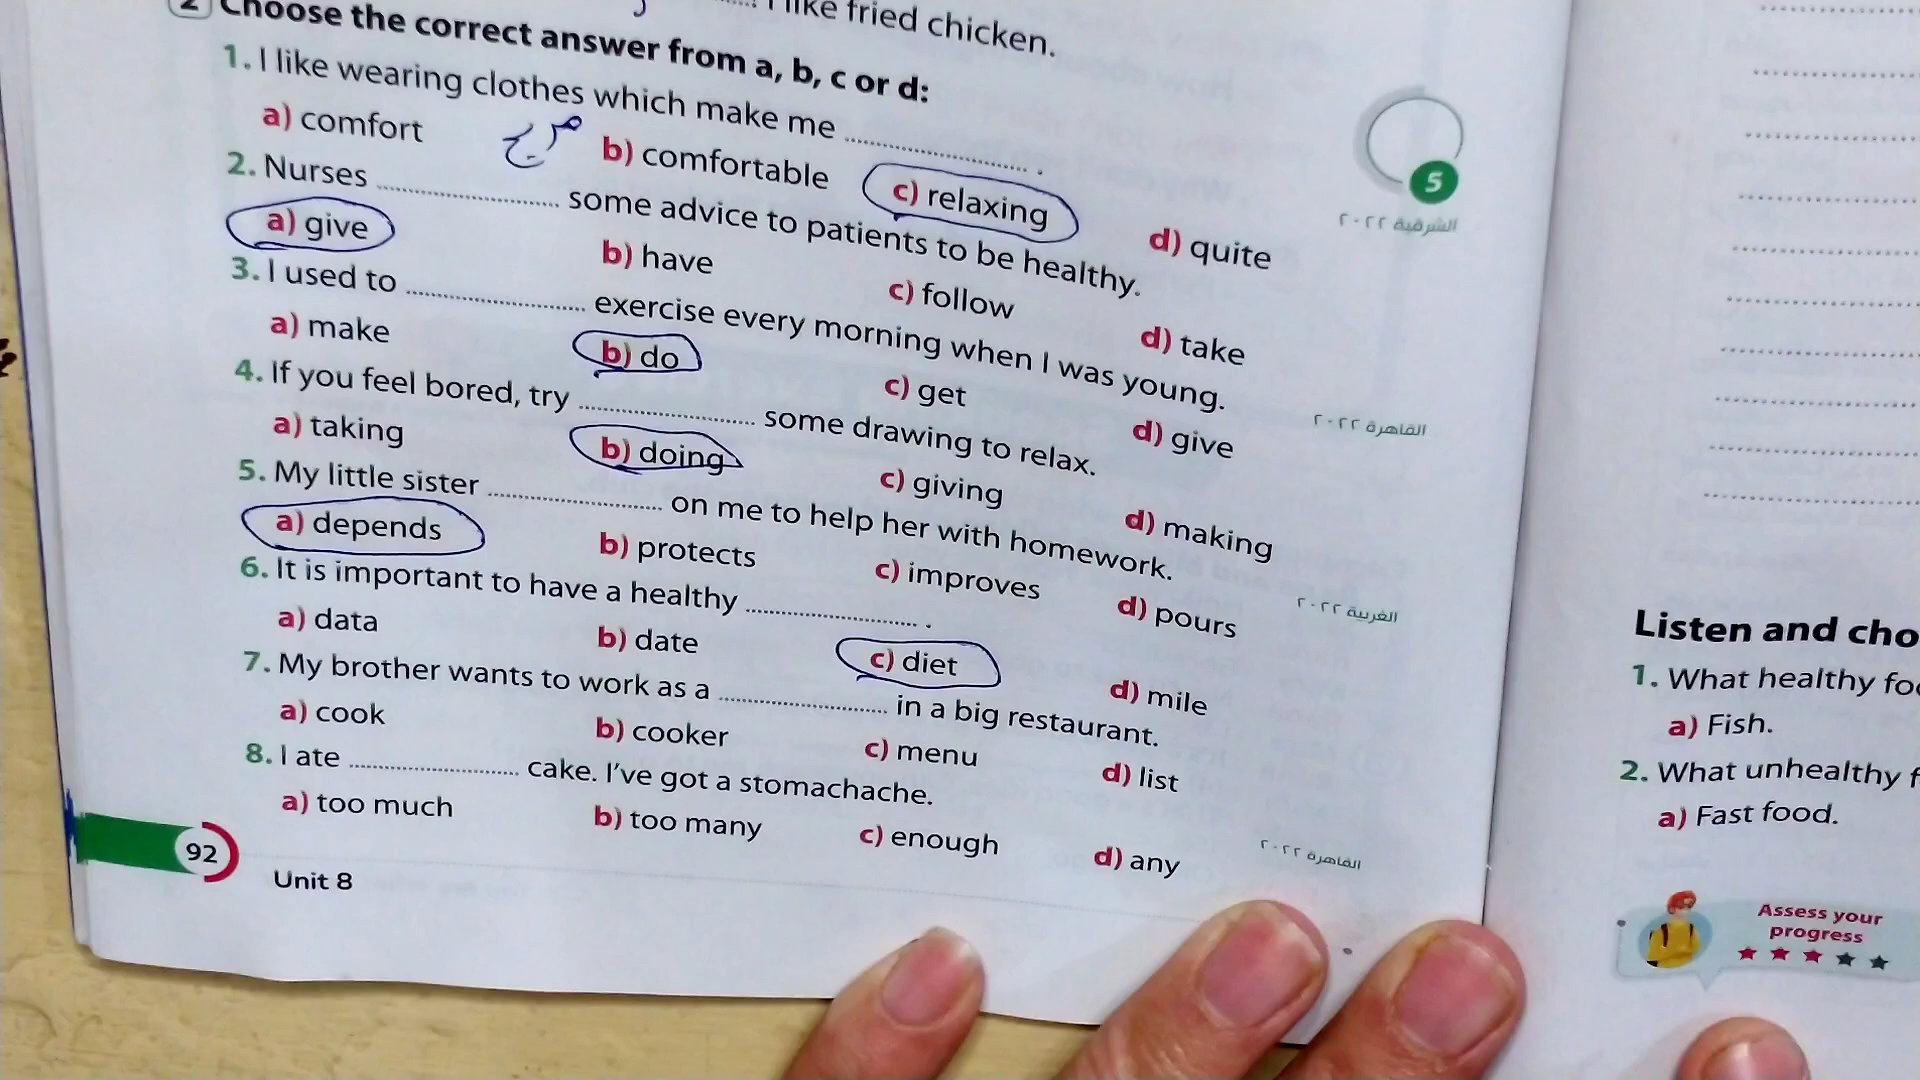 I like fried chicken.
2 Choose the correct answer from a, b, c or d:
1. I like wearing clothes which make me .................... .
a) comfort b) comfortable c) relaxing d) quite
مريح
5
الشرقية ٢٠٢٢
2. Nurses .................... some advice to patients to be healthy.
a) give b) have c) follow d) take
3. I used to .................... exercise every morning when I was young.
القاهرة ٢٠٢٢
a) make b) do c) get d) give
4. If you feel bored, try .................... some drawing to relax.
a) taking b) doing c) giving d) making
5. My little sister .................... on me to help her with homework.
الغربية ٢٠٢٢
a) depends b) protects c) improves d) pours
6. It is important to have a healthy .................... .
a) data b) date c) diet d) mile
7. My brother wants to work as a .................... in a big restaurant.
a) cook b) cooker c) menu d) list
8. I ate .................... cake. I've got a stomachache.
القاهرة ٢٠٢٢
a) too much b) too many c) enough d) any
92
Unit 8
Listen and cho
1. What healthy foo
a) Fish.
2. What unhealthy f
a) Fast food.
Assess your
progress